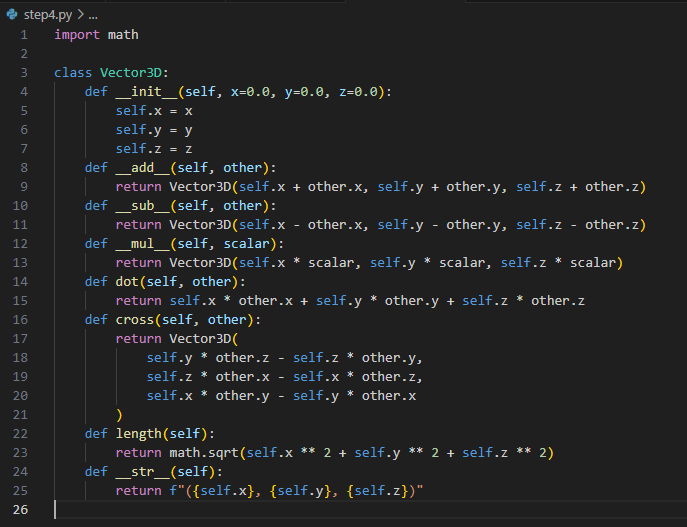 step4.py > ...
1 import math
2
3 class Vector3D:
4     def __init__(self, x=0.0, y=0.0, z=0.0):
5         self.x = x
6         self.y = y
7         self.z = z
8     def __add__(self, other):
9         return Vector3D(self.x + other.x, self.y + other.y, self.z + other.z)
10     def __sub__(self, other):
11         return Vector3D(self.x - other.x, self.y - other.y, self.z - other.z)
12     def __mul__(self, scalar):
13         return Vector3D(self.x * scalar, self.y * scalar, self.z * scalar)
14     def dot(self, other):
15         return self.x * other.x + self.y * other.y + self.z * other.z
16     def cross(self, other):
17         return Vector3D(
18             self.y * other.z - self.z * other.y,
19             self.z * other.x - self.x * other.z,
20             self.x * other.y - self.y * other.x
21         )
22     def length(self):
23         return math.sqrt(self.x ** 2 + self.y ** 2 + self.z ** 2)
24     def __str__(self):
25         return f"({self.x}, {self.y}, {self.z})"
26